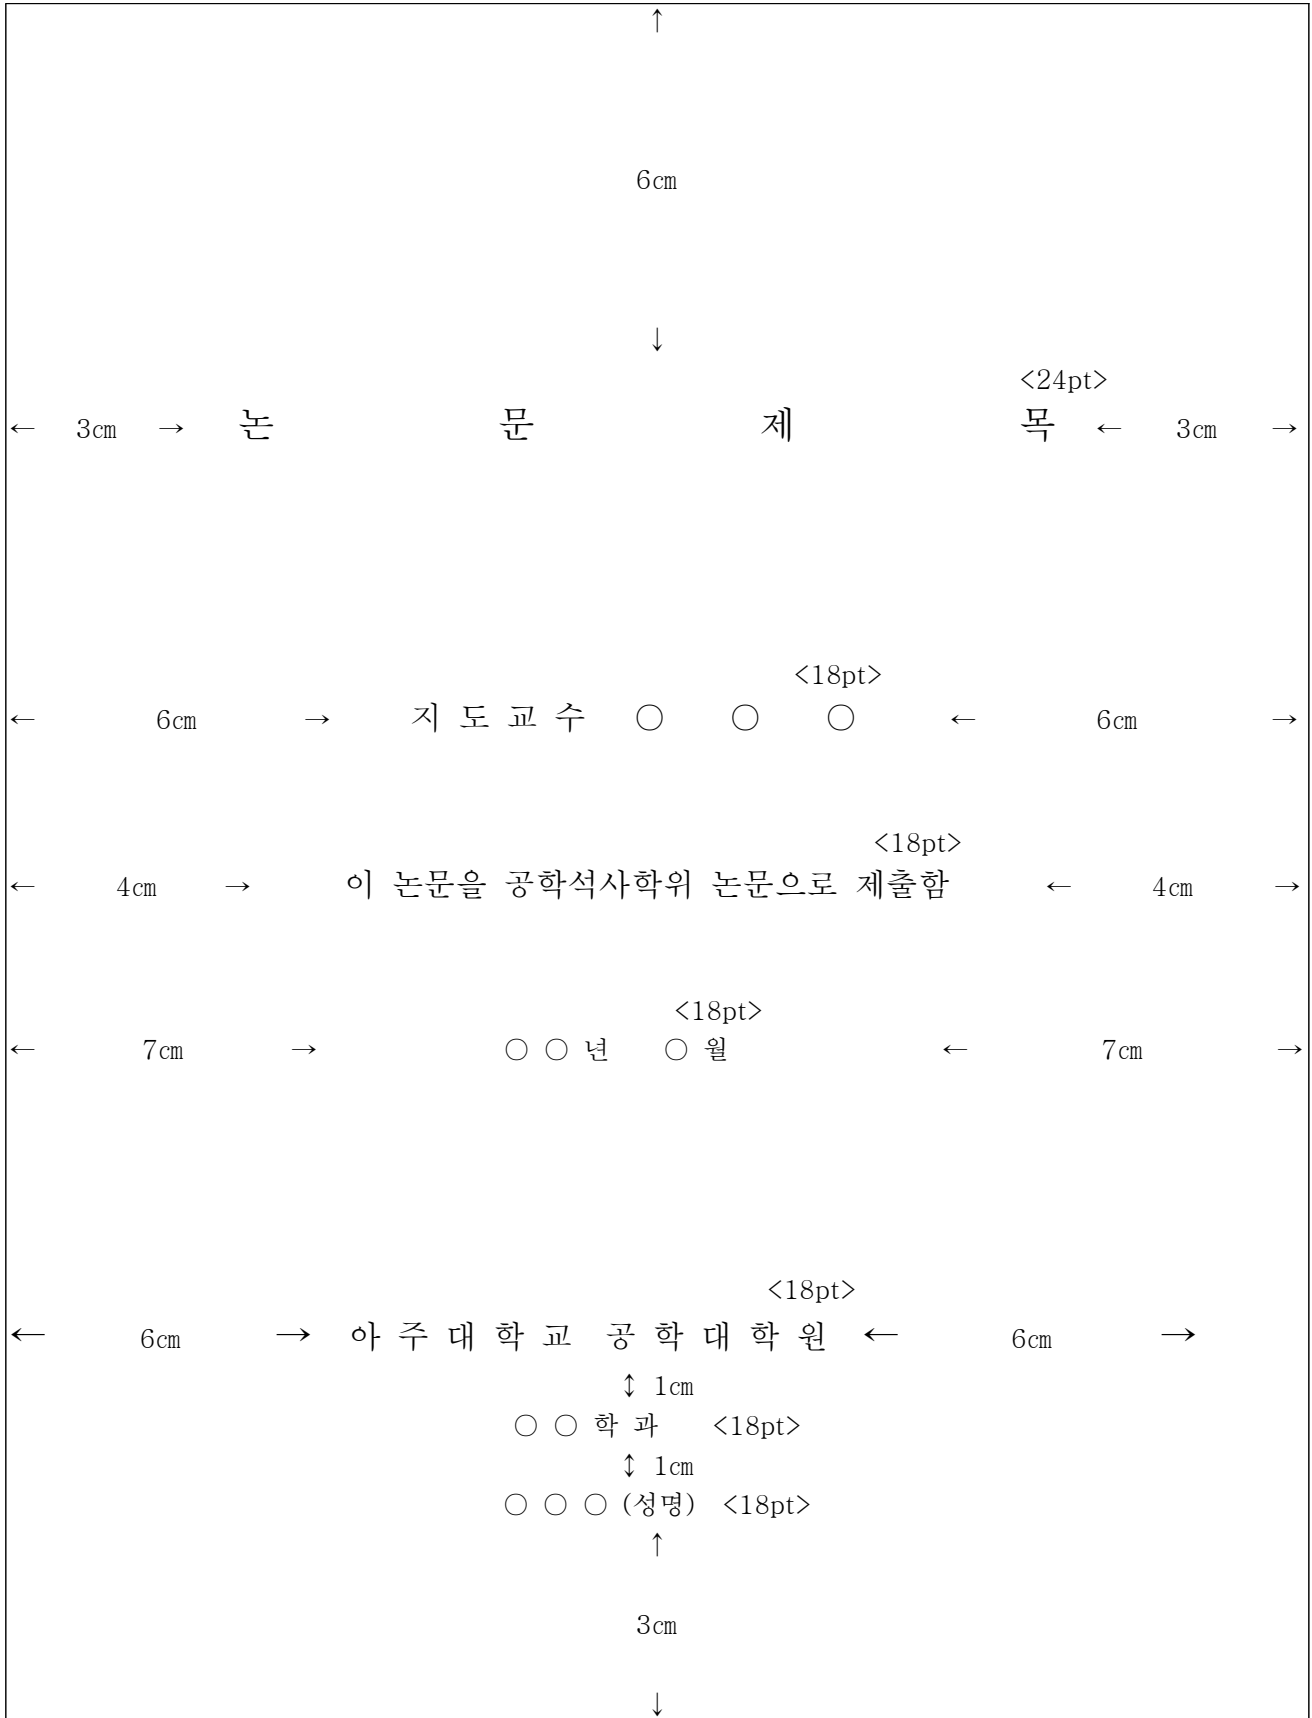 ↑
6㎝
↓
<24pt>
← 3㎝ → 논 문 제 목 ← 3㎝ →
<18pt>
← 6㎝ → 지 도 교 수 ○ ○ ○ ← 6㎝ →
<18pt>
← 4㎝ → 이 논문을 공학석사학위 논문으로 제출함 ← 4㎝ →
<18pt>
← 7㎝ → ○ ○ 년 ○ 월 ← 7㎝ →
<18pt>
← 6㎝ → 아 주 대 학 교 공 학 대 학 원 ← 6㎝ →
↕ 1㎝
○ ○ 학 과 <18pt>
↕ 1㎝
○ ○ ○ (성명) <18pt>
↑
3㎝
↓